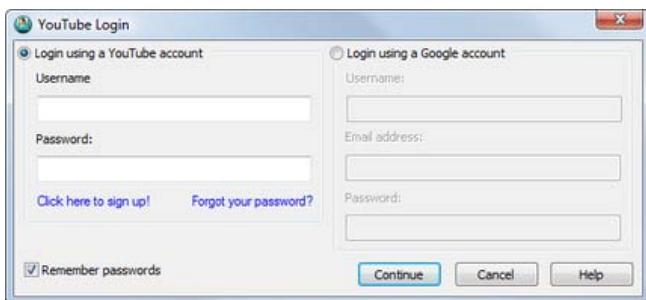 YouTube Login
Login using a YouTube account
Username
Password:
Click here to sign up! Forgot your password?
Login using a Google account
Username:
Email address:
Password:
Remember passwords
Continue Cancel Help